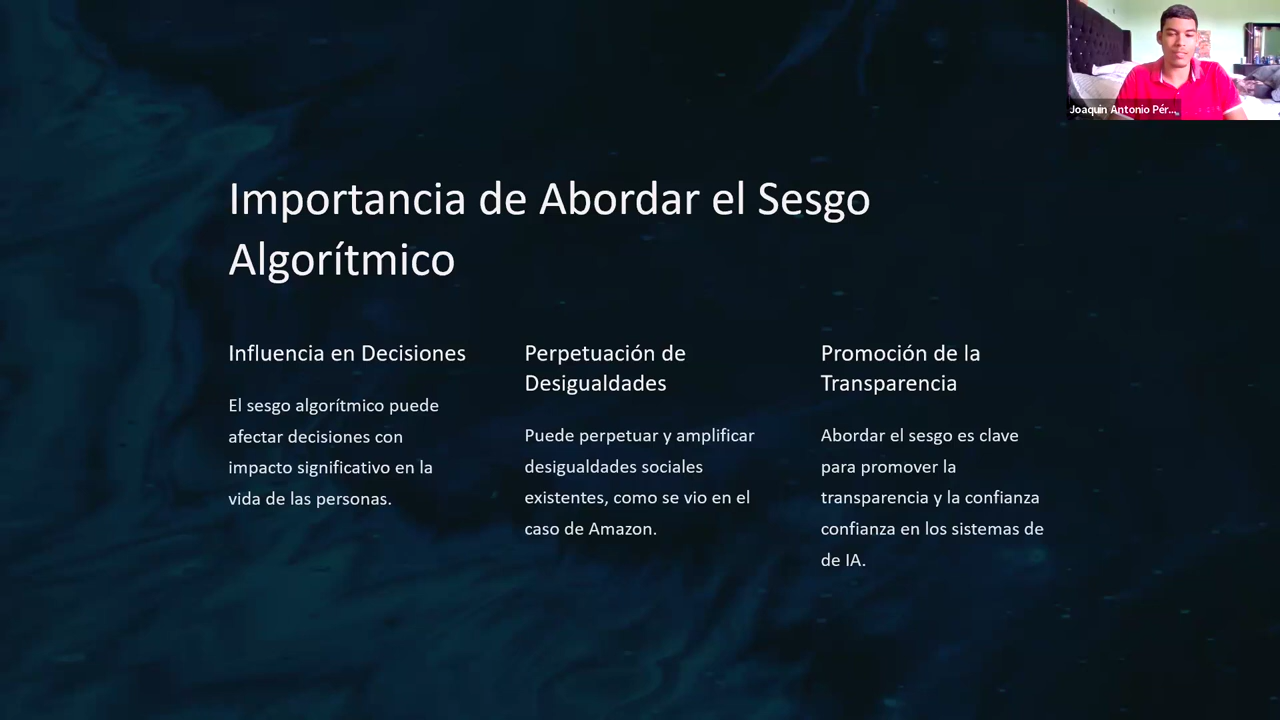 Joaquín Antonio Pér...
Importancia de Abordar el Sesgo
Algorítmico
Influencia en Decisiones
El sesgo algorítmico puede
afectar decisiones con
impacto significativo en la
vida de las personas.
Perpetuación de
Desigualdades
Puede perpetuar y amplificar
desigualdades sociales
existentes, como se vio en el
caso de Amazon.
Promoción de la
Transparencia
Abordar el sesgo es clave
para promover la
transparencia y la confianza
confianza en los sistemas de
de IA.